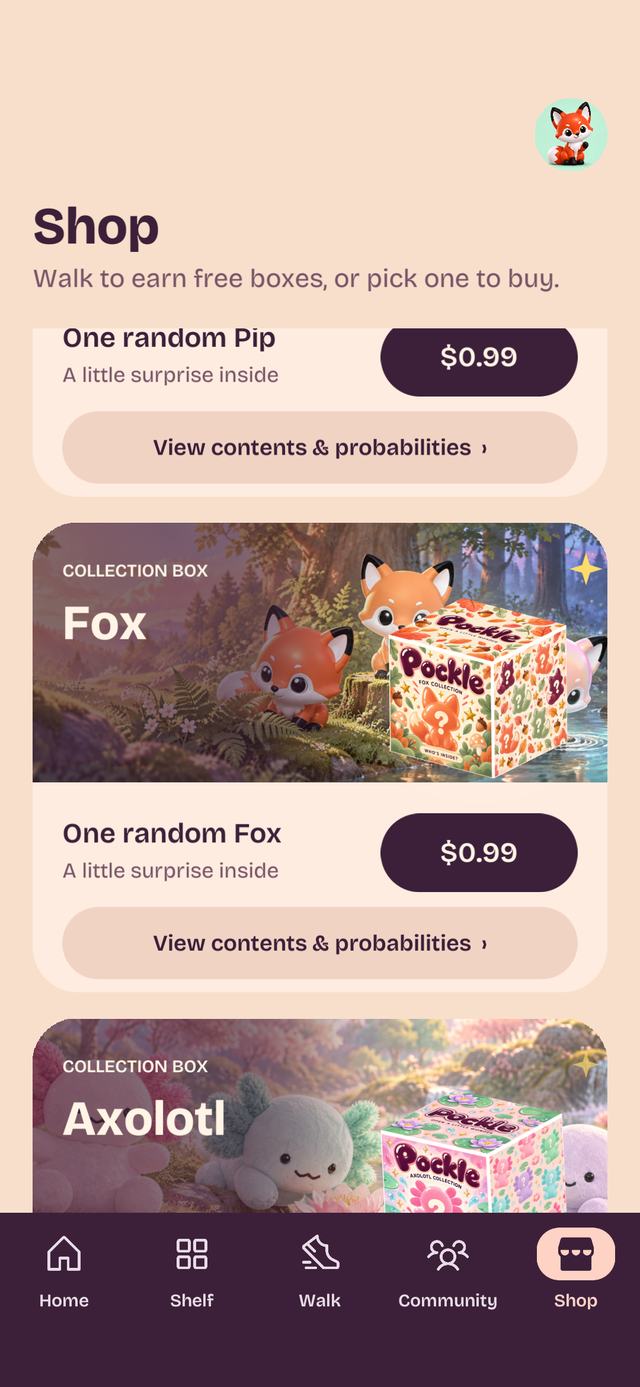 Shop
Walk to earn free boxes, or pick one to buy.
One random Pip
$0.99
A little surprise inside
View contents & probabilities ›
COLLECTION BOX
Fox
Pockle
Pockle
FOX COLLECTION
?
WHO'S INSIDE?
One random Fox
$0.99
A little surprise inside
View contents & probabilities ›
COLLECTION BOX
Axolotl
Pockle
Pockle
AXOLOTL COLLECTION
?
Home
Shelf
Walk
Community
Shop